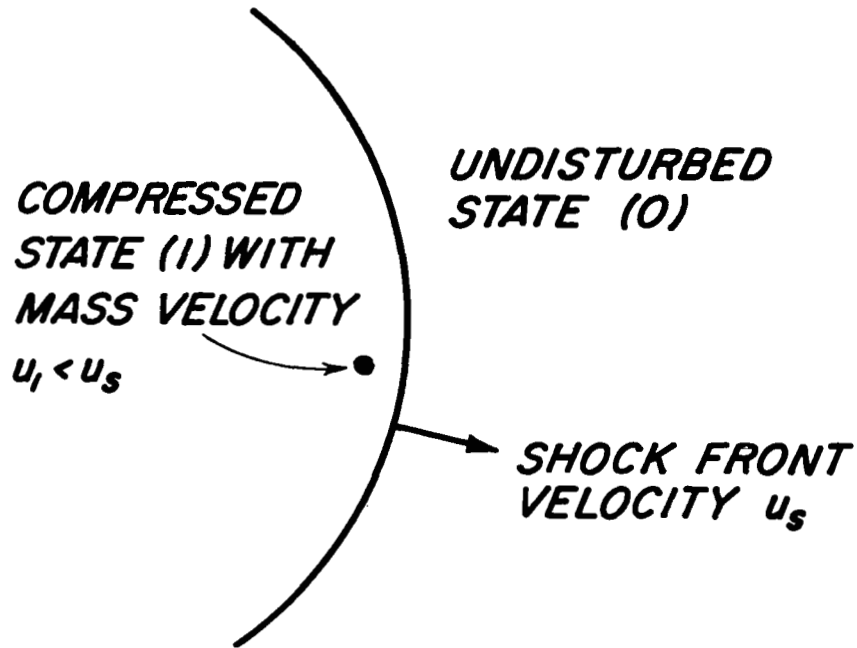 COMPRESSED
STATE (1) WITH
MASS VELOCITY
u₁ < uₛ
UNDISTURBED
STATE (0)
SHOCK FRONT
VELOCITY uₛ